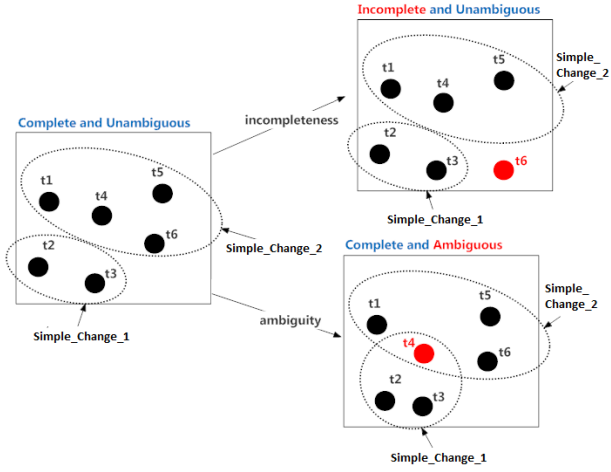 Complete and Unambiguous
t1
t4
t5
t6
t2
t3
Simple_Change_2
Simple_Change_1
incompleteness
ambiguity
Incomplete and Unambiguous
t1
t4
t5
t2
t3
t6
Simple_
Change_2
Simple_Change_1
Complete and Ambiguous
t1
t5
t4
t6
t2
t3
Simple_
Change_2
Simple_Change_1